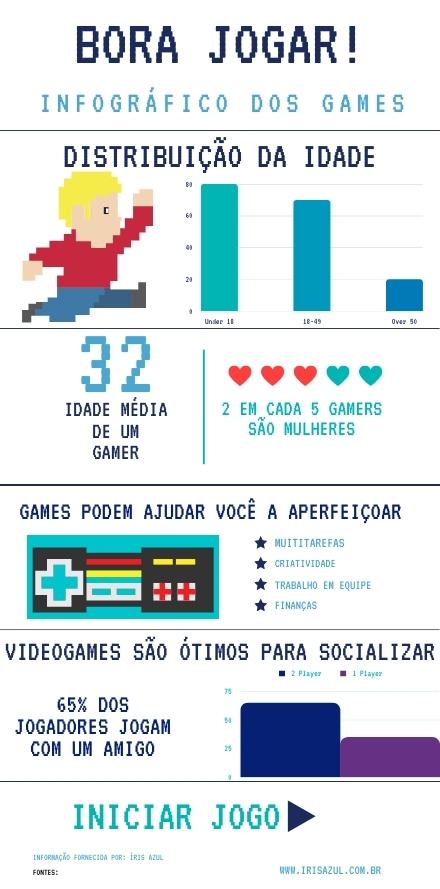 BORA JOGAR!
INFOGRÁFICO DOS GAMES
DISTRIBUIÇÃO DA IDADE
80
60
40
20
0
Under 18
18-49
Over 50
32
IDADE MÉDIA
DE UM
GAMER
2 EM CADA 5 GAMERS
SÃO MULHERES
GAMES PODEM AJUDAR VOCÊ A APERFEIÇOAR
MUITITAREFAS
CRIATIVIDADE
TRABALHO EM EQUIPE
FINANÇAS
VIDEOGAMES SÃO ÓTIMOS PARA SOCIALIZAR
65% DOS
JOGADORES JOGAM
COM UM AMIGO
2 Player
1 Player
75
50
25
0
INICIAR JOGO
INFORMAÇÃO FORNECIDA POR: ÍRIS AZUL
FONTES:
WWW.IRISAZUL.COM.BR